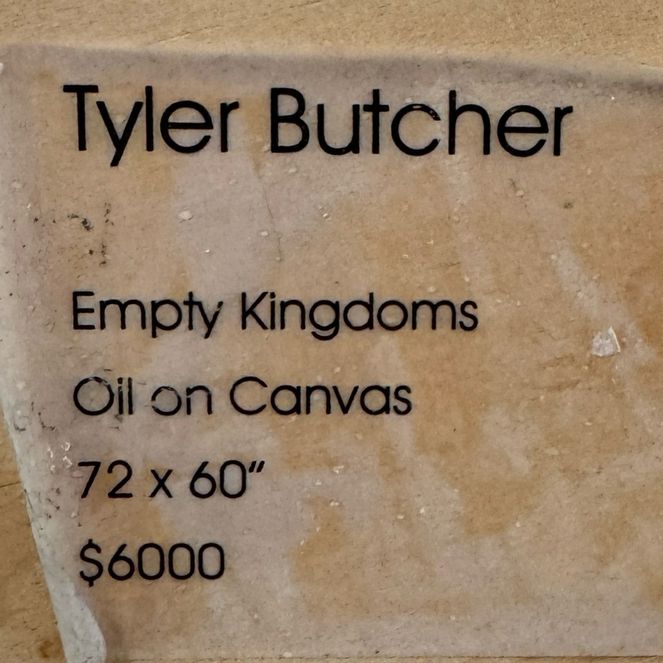 Tyler Butcher
Empty Kingdoms
Oil on Canvas
72 x 60"
$6000